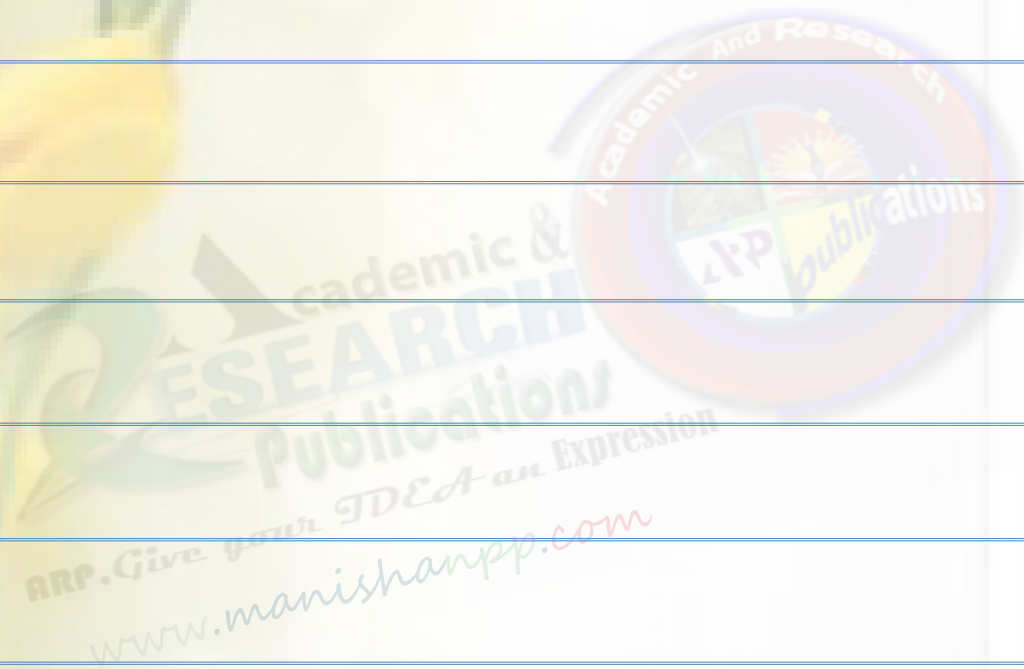 Academic And Research
Publications
ARP
Academic &
RESEARCH
Publications
ARP. Give your IDEA an Expression
www.manishanpp.com